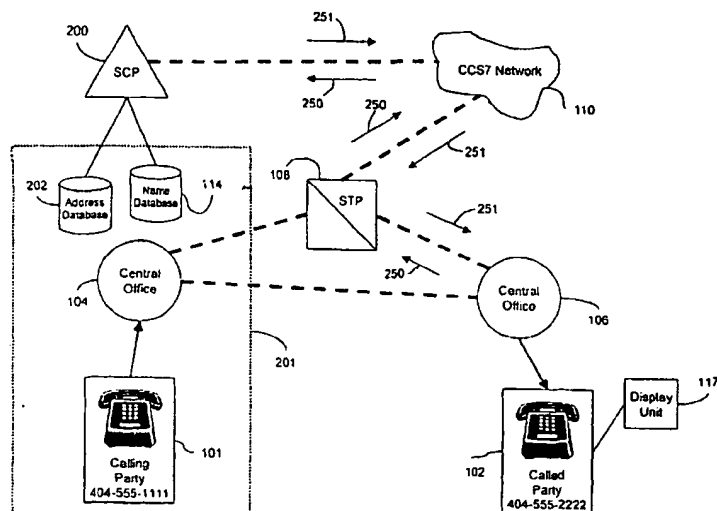 251
200
SCP
CCS7 Network
250
250
110
108
251
202
Address
Database
Name
Database
114
STP
251
250
104
Central
Office
Central
Office
106
201
117
Display
Unit
101
Calling
Party
404-555-1111
102
Called
Party
404-555-2222